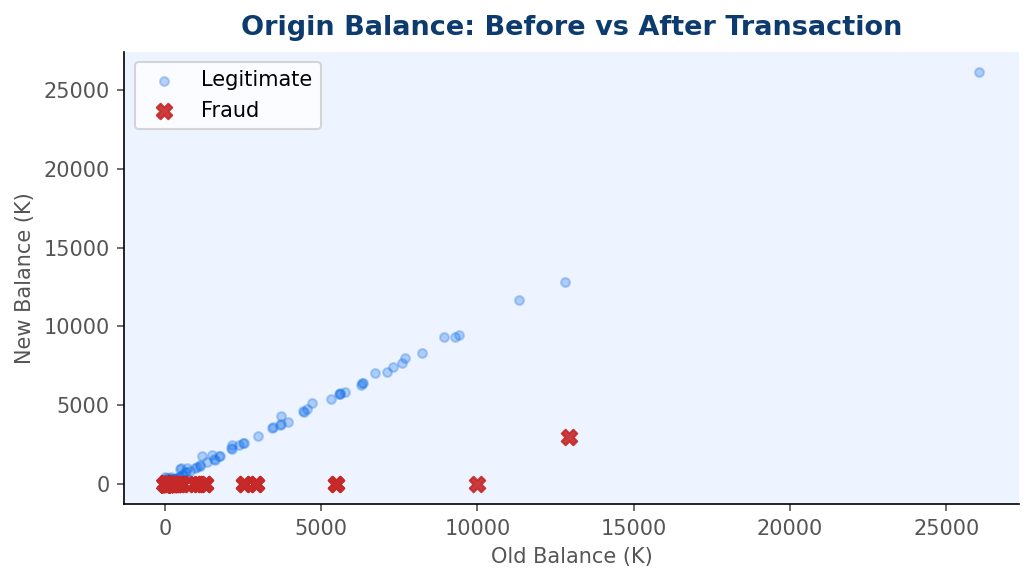 Origin Balance: Before vs After Transaction
Legitimate
Fraud
New Balance (K)
25000
20000
15000
10000
5000
0
0 5000 10000 15000 20000 25000
Old Balance (K)